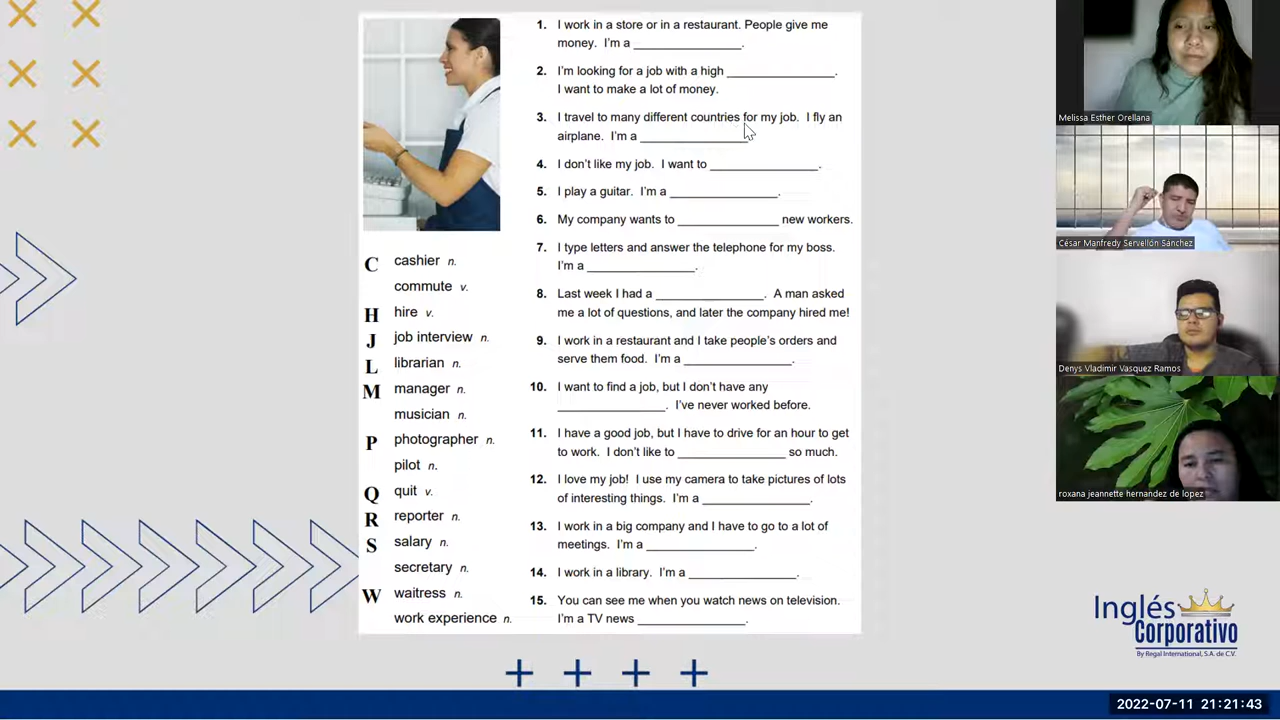 1. I work in a store or in a restaurant. People give me
money. I'm a ________________.
2. I'm looking for a job with a high ________________.
I want to make a lot of money.
3. I travel to many different countries for my job. I fly an
airplane. I'm a ________________.
4. I don't like my job. I want to ________________.
5. I play a guitar. I'm a ________________.
6. My company wants to _______________ new workers.
7. I type letters and answer the telephone for my boss.
I'm a ________________.
8. Last week I had a ________________. A man asked
me a lot of questions, and later the company hired me!
9. I work in a restaurant and I take people's orders and
serve them food. I'm a ________________.
10. I want to find a job, but I don't have any
________________. I've never worked before.
11. I have a good job, but I have to drive for an hour to get
to work. I don't like to ________________ so much.
12. I love my job! I use my camera to take pictures of lots
of interesting things. I'm a ________________.
13. I work in a big company and I have to go to a lot of
meetings. I'm a ________________.
14. I work in a library. I'm a ________________.
15. You can see me when you watch news on television.
I'm a TV news ________________.
C cashier n.
commute v.
H hire v.
J job interview n.
L librarian n.
M manager n.
musician n.
P photographer n.
pilot n.
Q quit v.
R reporter n.
S salary n.
secretary n.
W waitress n.
work experience n.
Melissa Esther Orellana
César Manfredy Servellón Sánchez
Denys Vladimir Vasquez Ramos
roxana jeannette hernandez de lopez
Inglés
Corporativo
By Regal International, S.A. de C.V.
2022-07-11 21:21:43